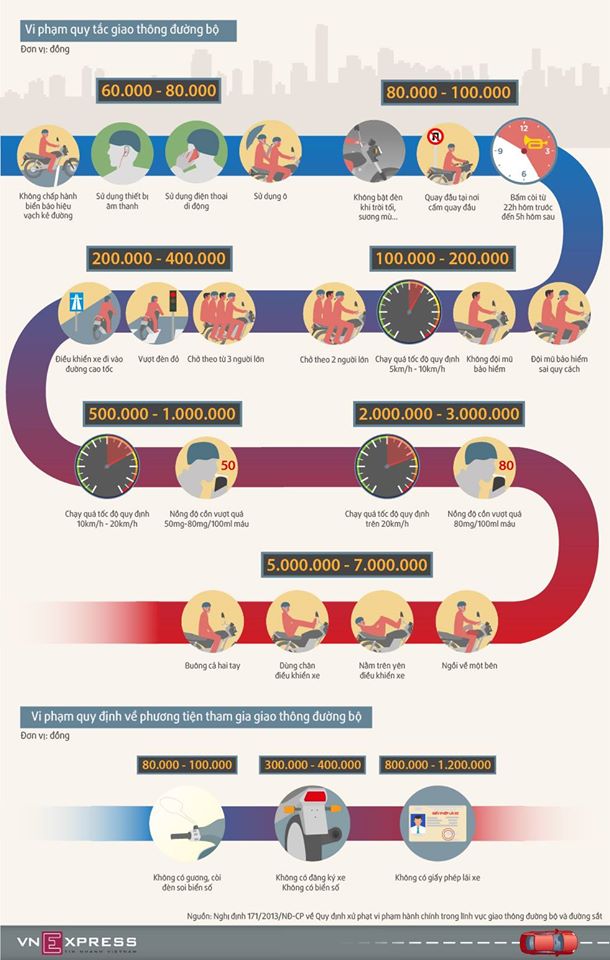 Vi phạm quy tắc giao thông đường bộ
Đơn vị: đồng
60.000 - 80.000
80.000 - 100.000
12
3
6
9
Không chấp hành
biển báo hiệu
vạch kẻ đường
Sử dụng thiết bị
âm thanh
Sử dụng điện thoại
di động
Sử dụng ô
Không bật đèn
khi trời tối,
sương mù...
Quay đầu tại nơi
cấm quay đầu
Bấm còi từ
22h hôm trước
đến 5h hôm sau
200.000 - 400.000
100.000 - 200.000
Điều khiển xe đi vào
đường cao tốc
Vượt đèn đỏ
Chở theo từ 3 người lớn
Chở theo 2 người lớn
Chạy quá tốc độ quy định
5km/h - 10km/h
Không đội mũ
bảo hiểm
Đội mũ bảo hiểm
sai quy cách
500.000 - 1.000.000
2.000.000 - 3.000.000
50
80
Chạy quá tốc độ quy định
10km/h - 20km/h
Nồng độ cồn vượt quá
50mg-80mg/100ml máu
Chạy quá tốc độ quy định
trên 20km/h
Nồng độ cồn vượt quá
80mg/100ml máu
5.000.000 - 7.000.000
Buông cả hai tay
Dùng chân
điều khiển xe
Nằm trên yên
điều khiển xe
Ngồi về một bên
Vi phạm quy định về phương tiện tham gia giao thông đường bộ
Đơn vị: đồng
80.000 - 100.000
300.000 - 400.000
800.000 - 1.200.000
GIẤY PHÉP LÁI XE
Không có gương, còi
đèn soi biển số
Không có đăng ký xe
Không có biển số
Không có giấy phép lái xe
Nguồn: Nghị định 171/2013/NĐ-CP về Quy định xử phạt vi phạm hành chính trong lĩnh vực giao thông đường bộ và đường sắt
VNEXPRESS
TIN NHANH VIETNAM